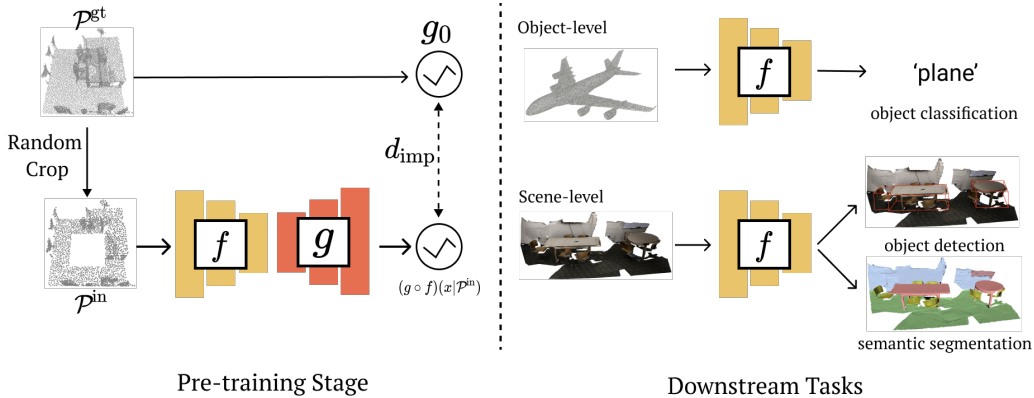 𝒫^gt
g₀
Random
Crop
d_imp
f
g
𝒫^in
(g ∘ f)(x|𝒫^in)
Pre-training Stage
Object-level
f
'plane'
object classification
Scene-level
f
object detection
semantic segmentation
Downstream Tasks